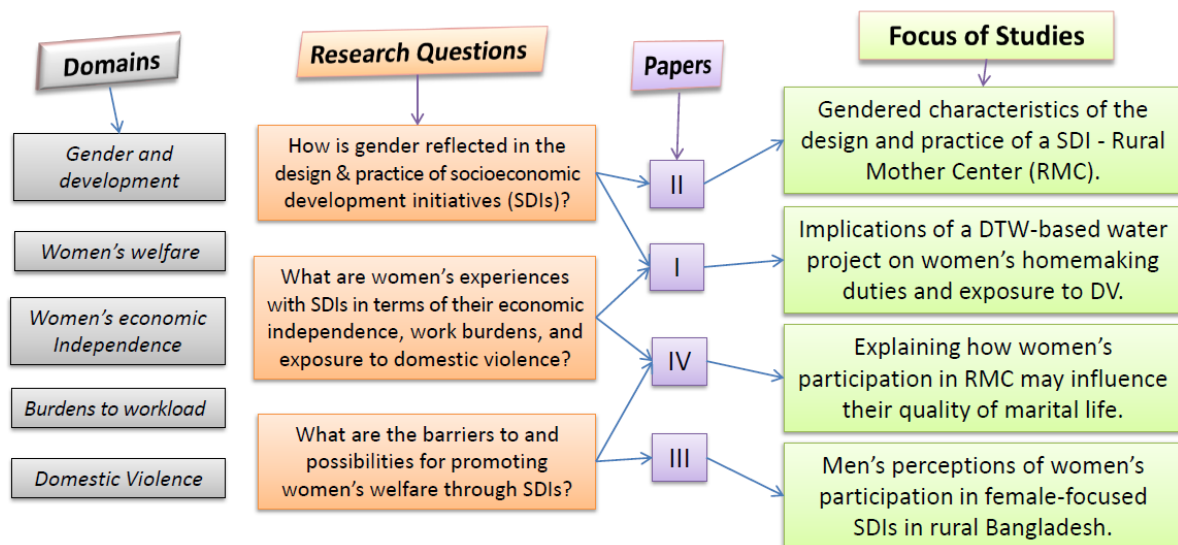 Domains
Gender and
development
Women's welfare
Women's economic
Independence
Burdens to workload
Domestic Violence
Research Questions
How is gender reflected in the
design & practice of socioeconomic
development initiatives (SDIs)?
What are women's experiences
with SDIs in terms of their economic
independence, work burdens, and
exposure to domestic violence?
What are the barriers to and
possibilities for promoting
women's welfare through SDIs?
Papers
II
I
IV
III
Focus of Studies
Gendered characteristics of the
design and practice of a SDI - Rural
Mother Center (RMC).
Implications of a DTW-based water
project on women's homemaking
duties and exposure to DV.
Explaining how women's
participation in RMC may influence
their quality of marital life.
Men's perceptions of women's
participation in female-focused
SDIs in rural Bangladesh.